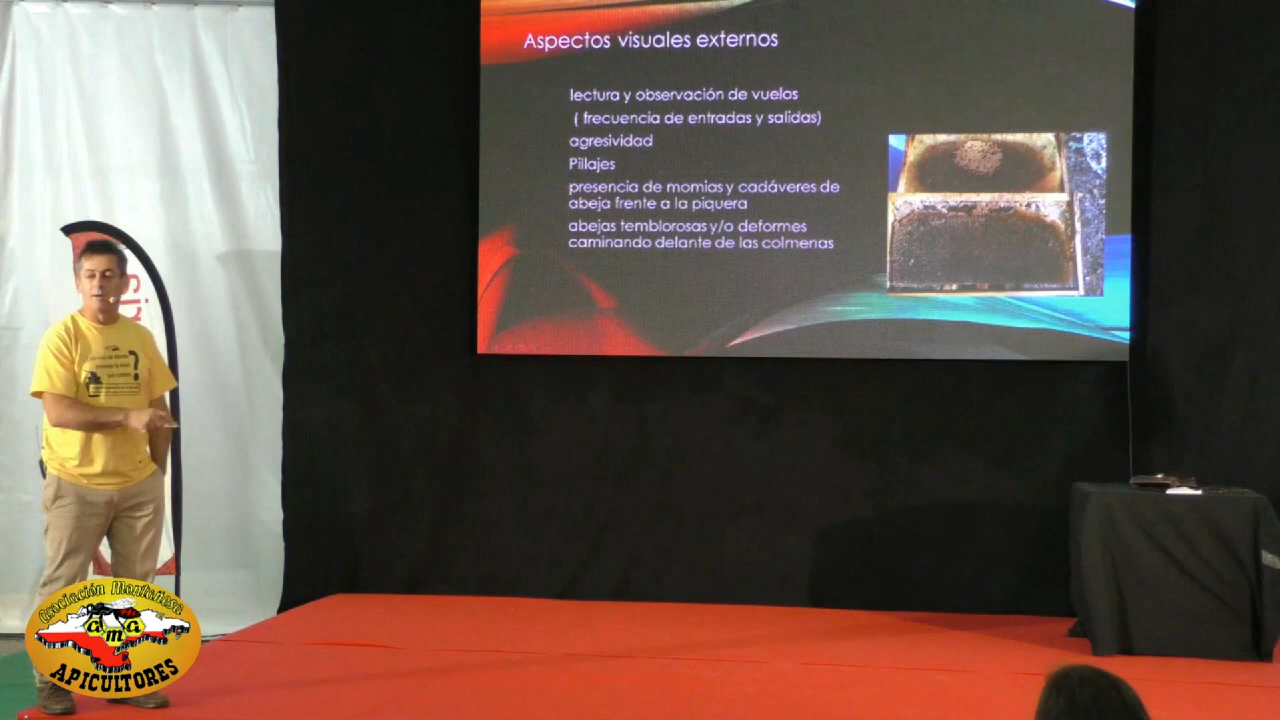 Aspectos visuales externos
lectura y observación de vuelos
( frecuencia de entradas y salidas)
agresividad
Pillajes
presencia de momias y cadáveres de
abeja frente a la piquera
abejas temblorosas y/o deformes
caminando delante de las colmenas
?
Asociación Montañesa
ama
APICULTORES